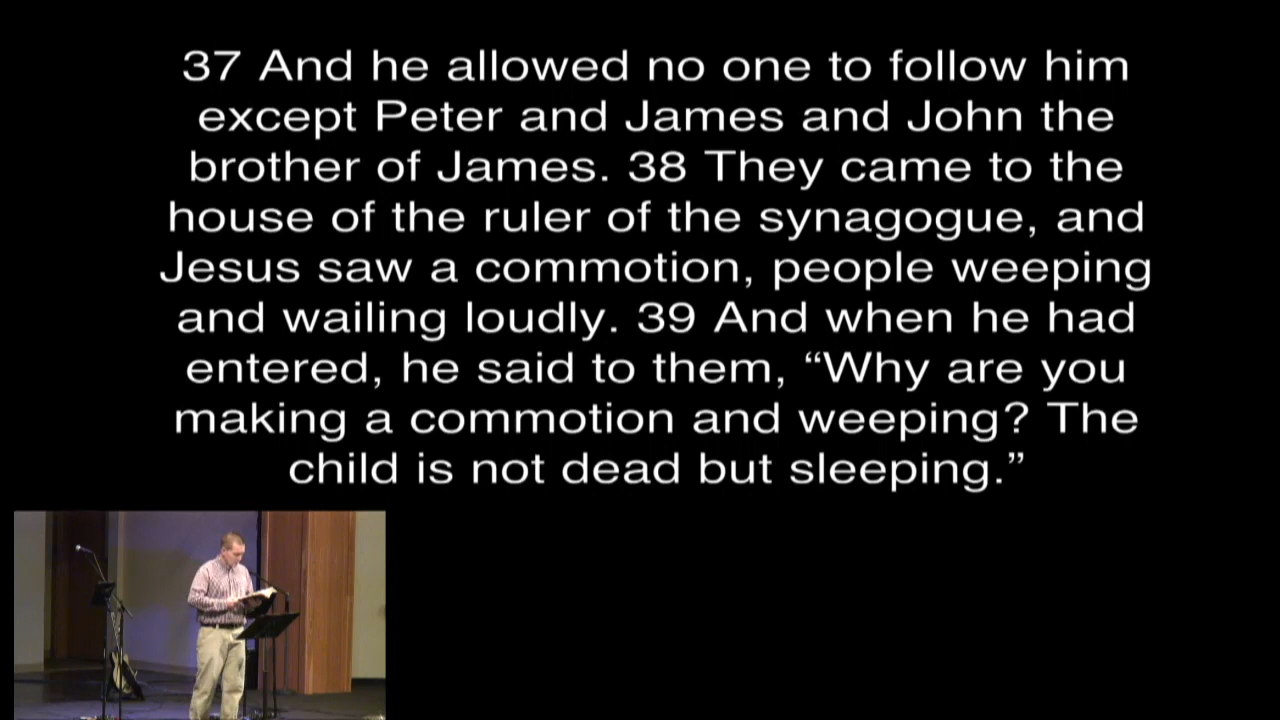 37 And he allowed no one to follow him
except Peter and James and John the
brother of James. 38 They came to the
house of the ruler of the synagogue, and
Jesus saw a commotion, people weeping
and wailing loudly. 39 And when he had
entered, he said to them, “Why are you
making a commotion and weeping? The
child is not dead but sleeping.”